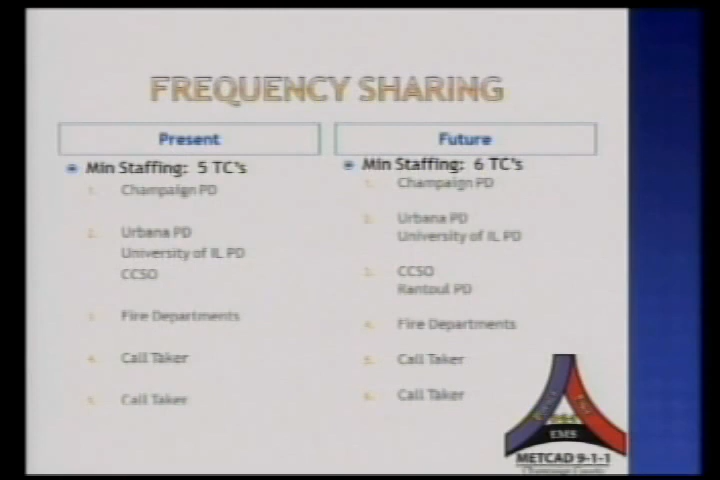 FREQUENCY SHARING
Present
Min Staffing: 5 TC's
1. Champaign PD
2. Urbana PD
University of IL PD
CCSO
3. Fire Departments
4. Call Taker
5. Call Taker
Future
Min Staffing: 6 TC's
1. Champaign PD
2. Urbana PD
University of IL PD
3. CCSO
Rantoul PD
4. Fire Departments
5. Call Taker
6. Call Taker
EMS
METCAD 9-1-1
Champaign County